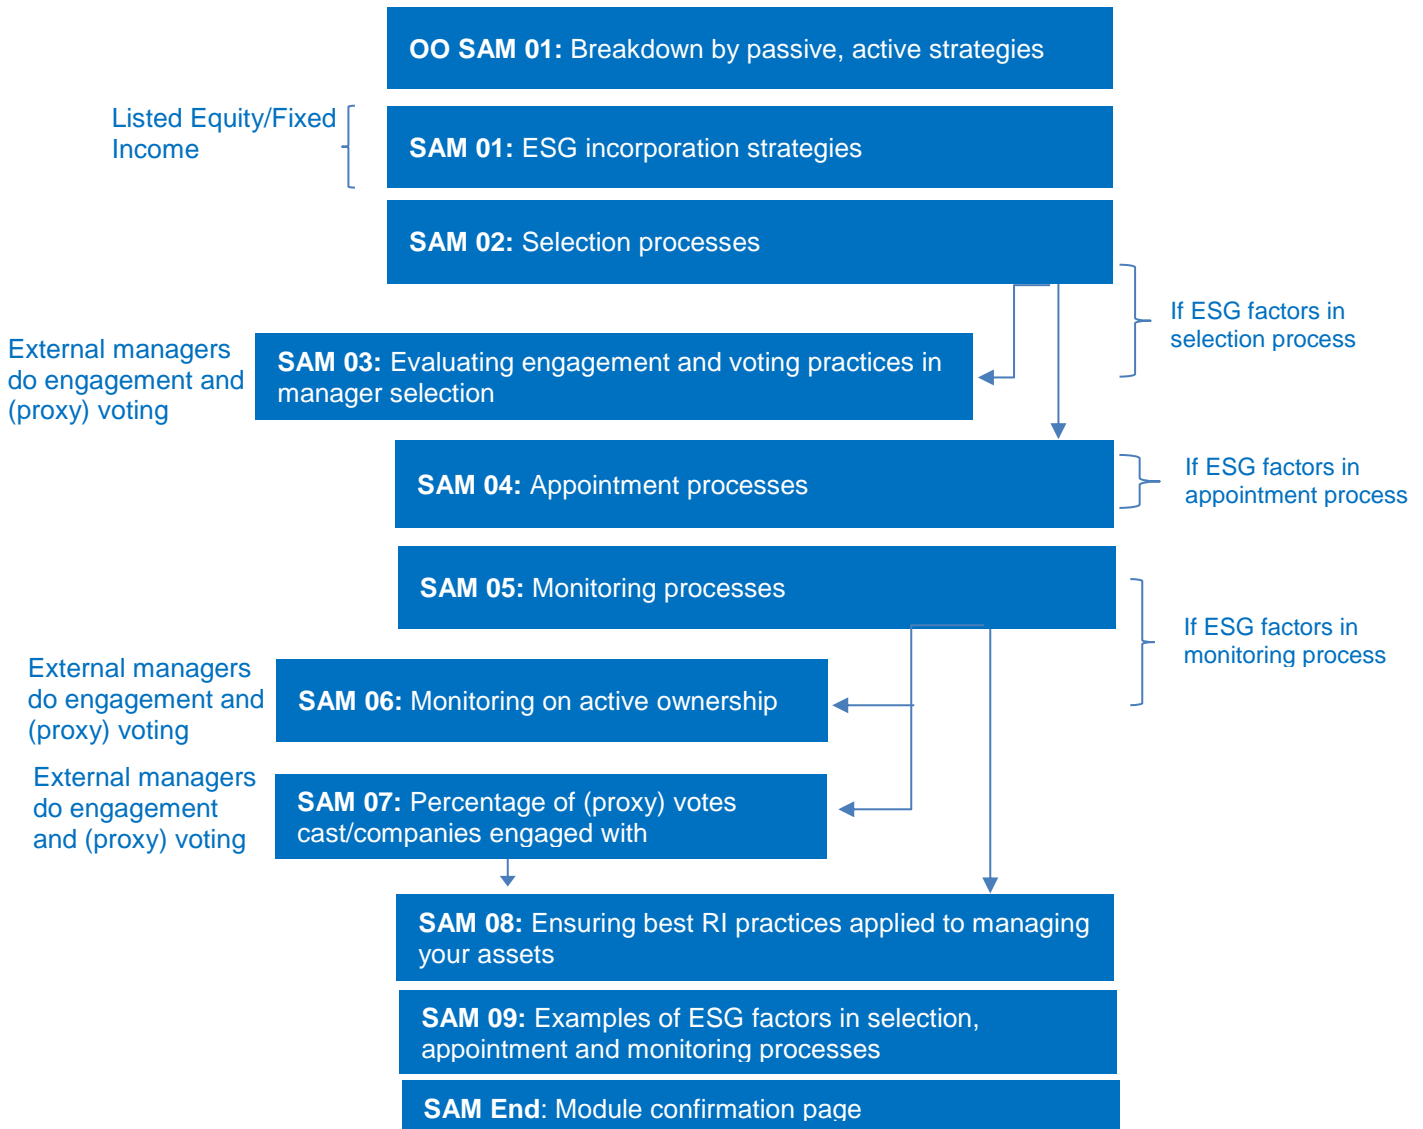 OO SAM 01: Breakdown by passive, active strategies
Listed Equity/Fixed
Income
SAM 01: ESG incorporation strategies
SAM 02: Selection processes
If ESG factors in
selection process
External managers
do engagement and
(proxy) voting
SAM 03: Evaluating engagement and voting practices in
manager selection
SAM 04: Appointment processes
If ESG factors in
appointment process
SAM 05: Monitoring processes
If ESG factors in
monitoring process
External managers
do engagement and
(proxy) voting
SAM 06: Monitoring on active ownership
External managers
do engagement
and (proxy) voting
SAM 07: Percentage of (proxy) votes
cast/companies engaged with
SAM 08: Ensuring best RI practices applied to managing
your assets
SAM 09: Examples of ESG factors in selection,
appointment and monitoring processes
SAM End: Module confirmation page